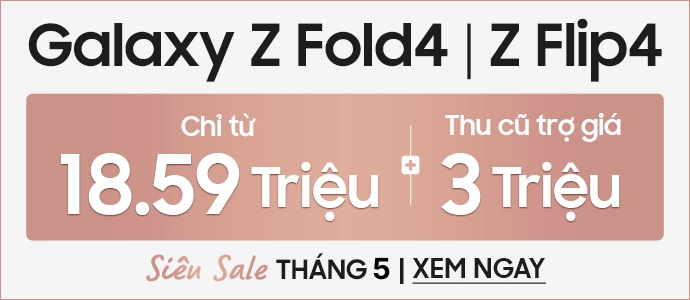 Galaxy Z Fold4 | Z Flip4
Chỉ từ
18.59 Triệu
+
Thu cũ trợ giá
3 Triệu
Siêu Sale THÁNG 5 | XEM NGAY